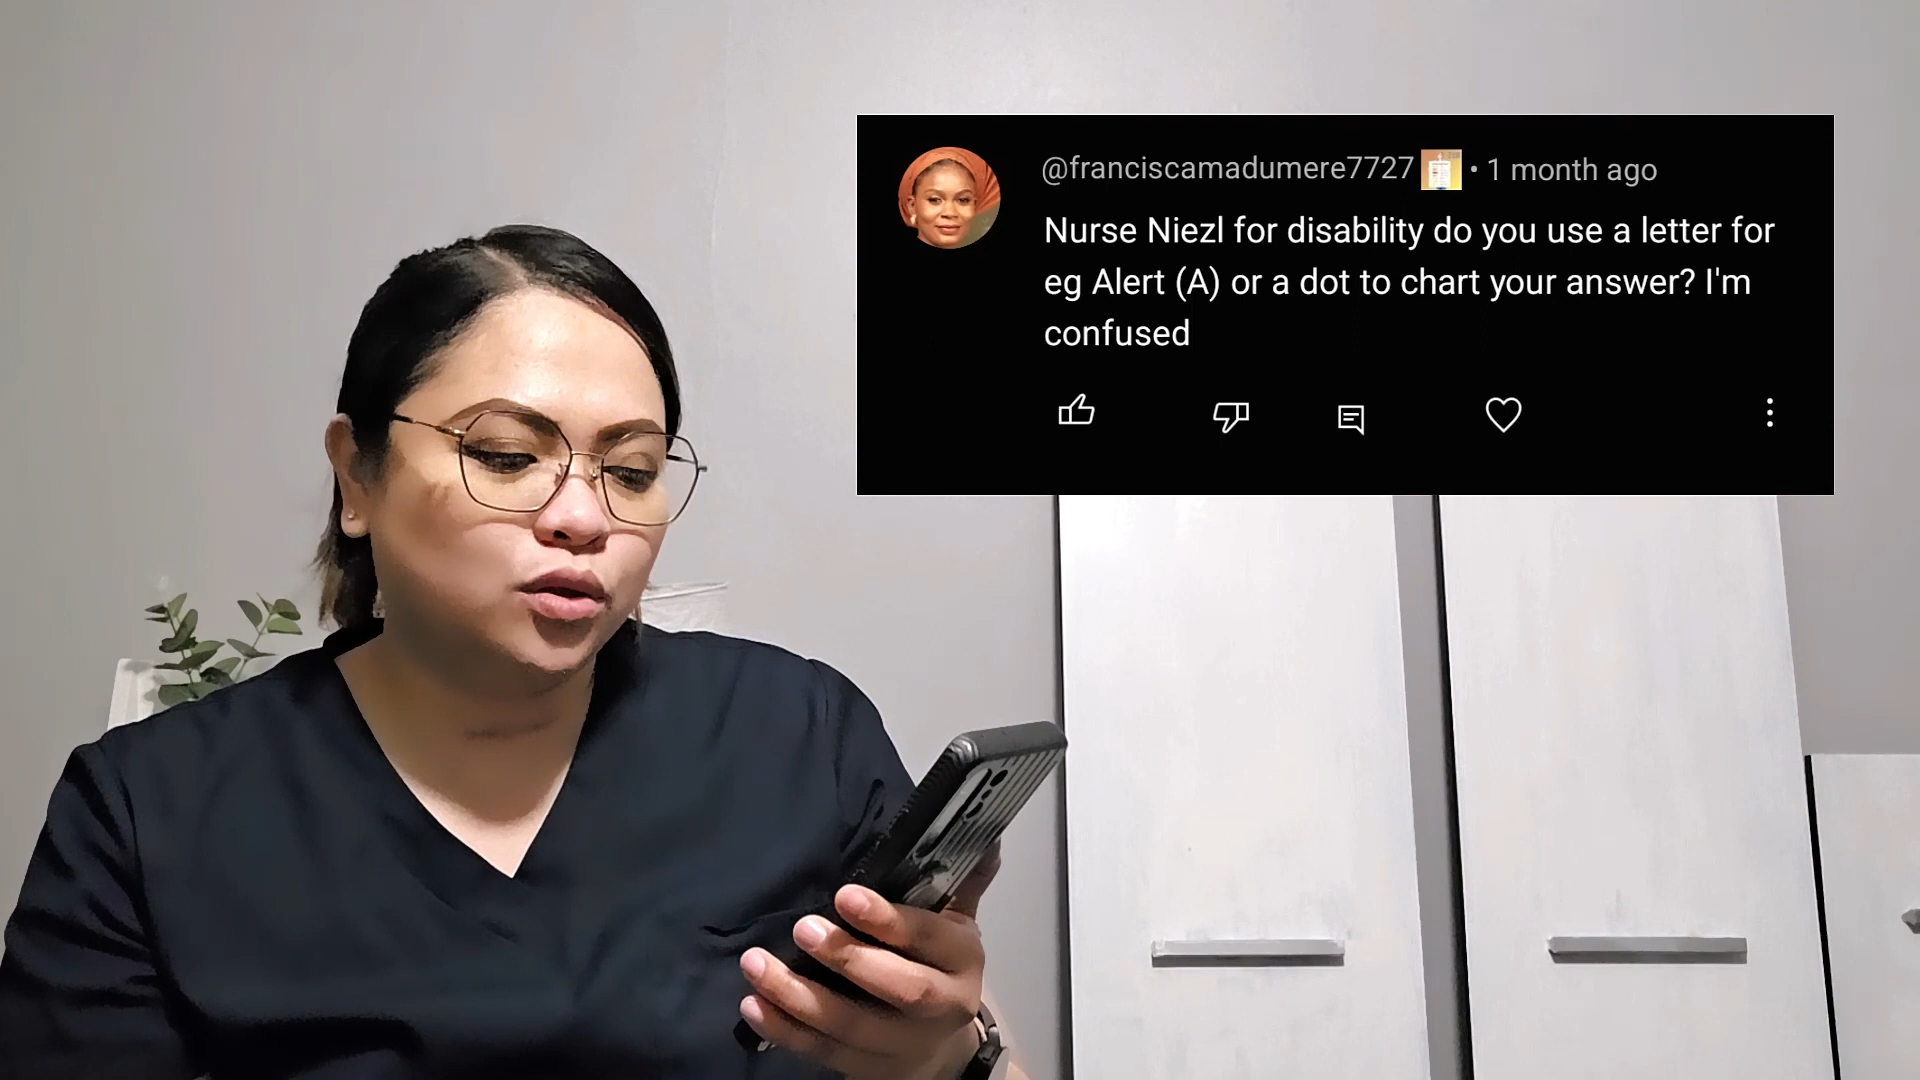 @franciscamadumere7727 • 1 month ago
Nurse Niezl for disability do you use a letter for
eg Alert (A) or a dot to chart your answer? I'm
confused